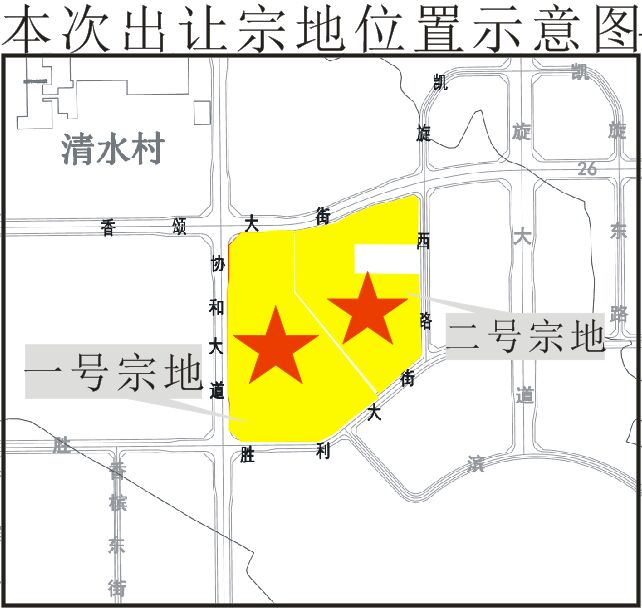 本次出让宗地位置示意图
凯
凯
旋
旋
旋
清水村
26
香颂大街
西路
大道
东路
协和大道
二号宗地
一号宗地
胜利大街
胜
滨
香槟东街